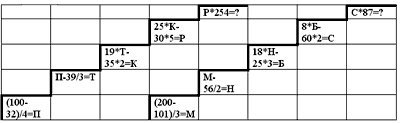 Р*254=? С*87=?
25*К- 8*Б-
30*5=Р 60*2=С
19*Т- 18*Н-
35*2=К 25*3=Б
П-39/3=Т М-
56/2=Н
(100- (200-
32)/4=П 101)/3=М